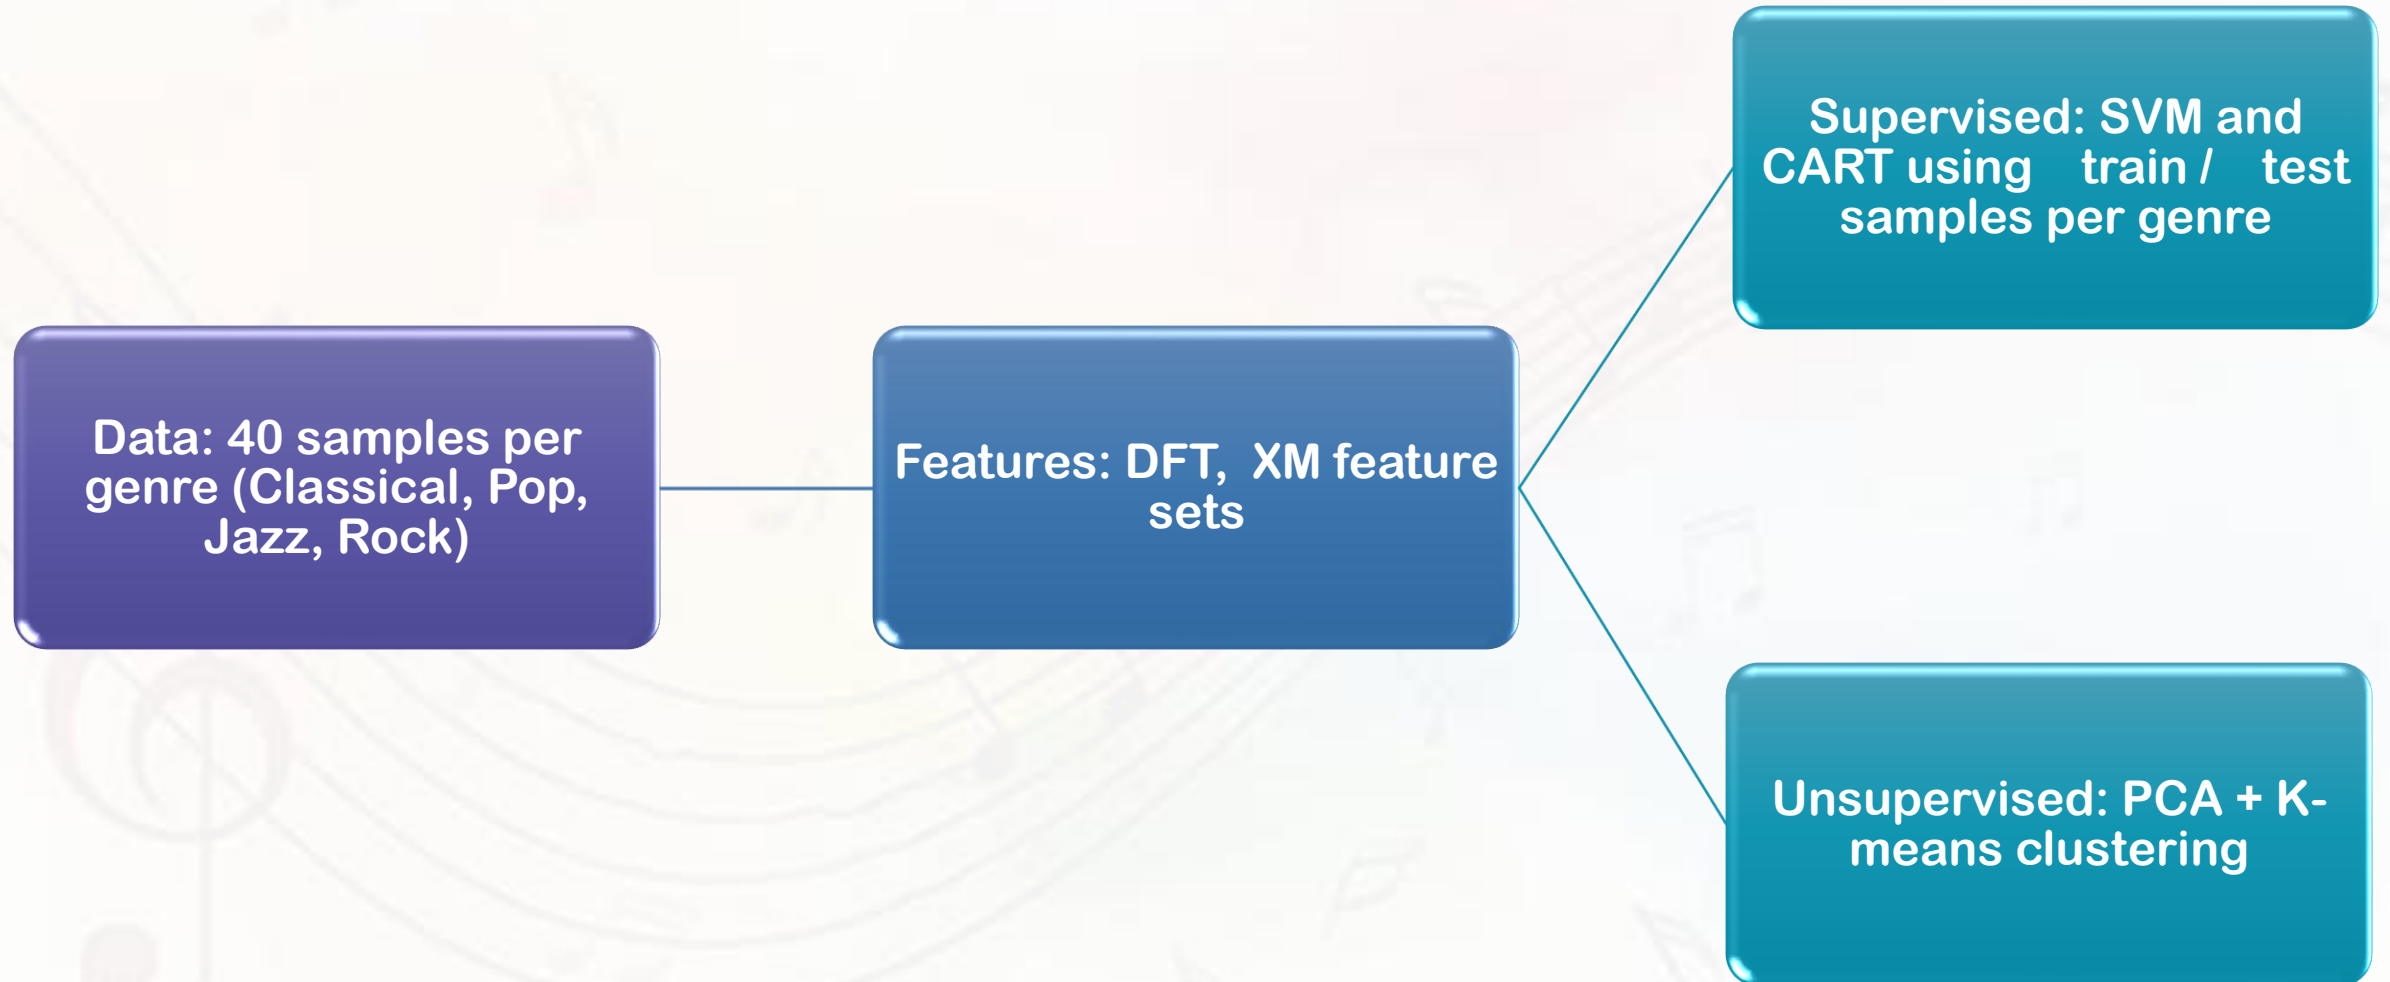 Data: 40 samples per
genre (Classical, Pop,
Jazz, Rock)
Features: DFT, XM feature
sets
Supervised: SVM and
CART using train / test
samples per genre
Unsupervised: PCA + K-
means clustering